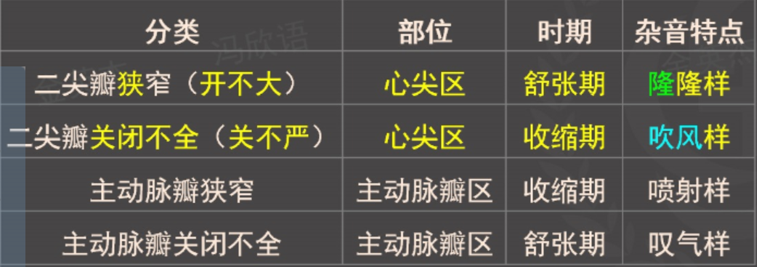 分类 部位 时期 杂音特点
二尖瓣狭窄（开不大） 心尖区 舒张期 隆隆样
二尖瓣关闭不全（关不严） 心尖区 收缩期 吹风样
主动脉瓣狭窄 主动脉瓣区 收缩期 喷射样
主动脉瓣关闭不全 主动脉瓣区 舒张期 叹气样
冯欣语